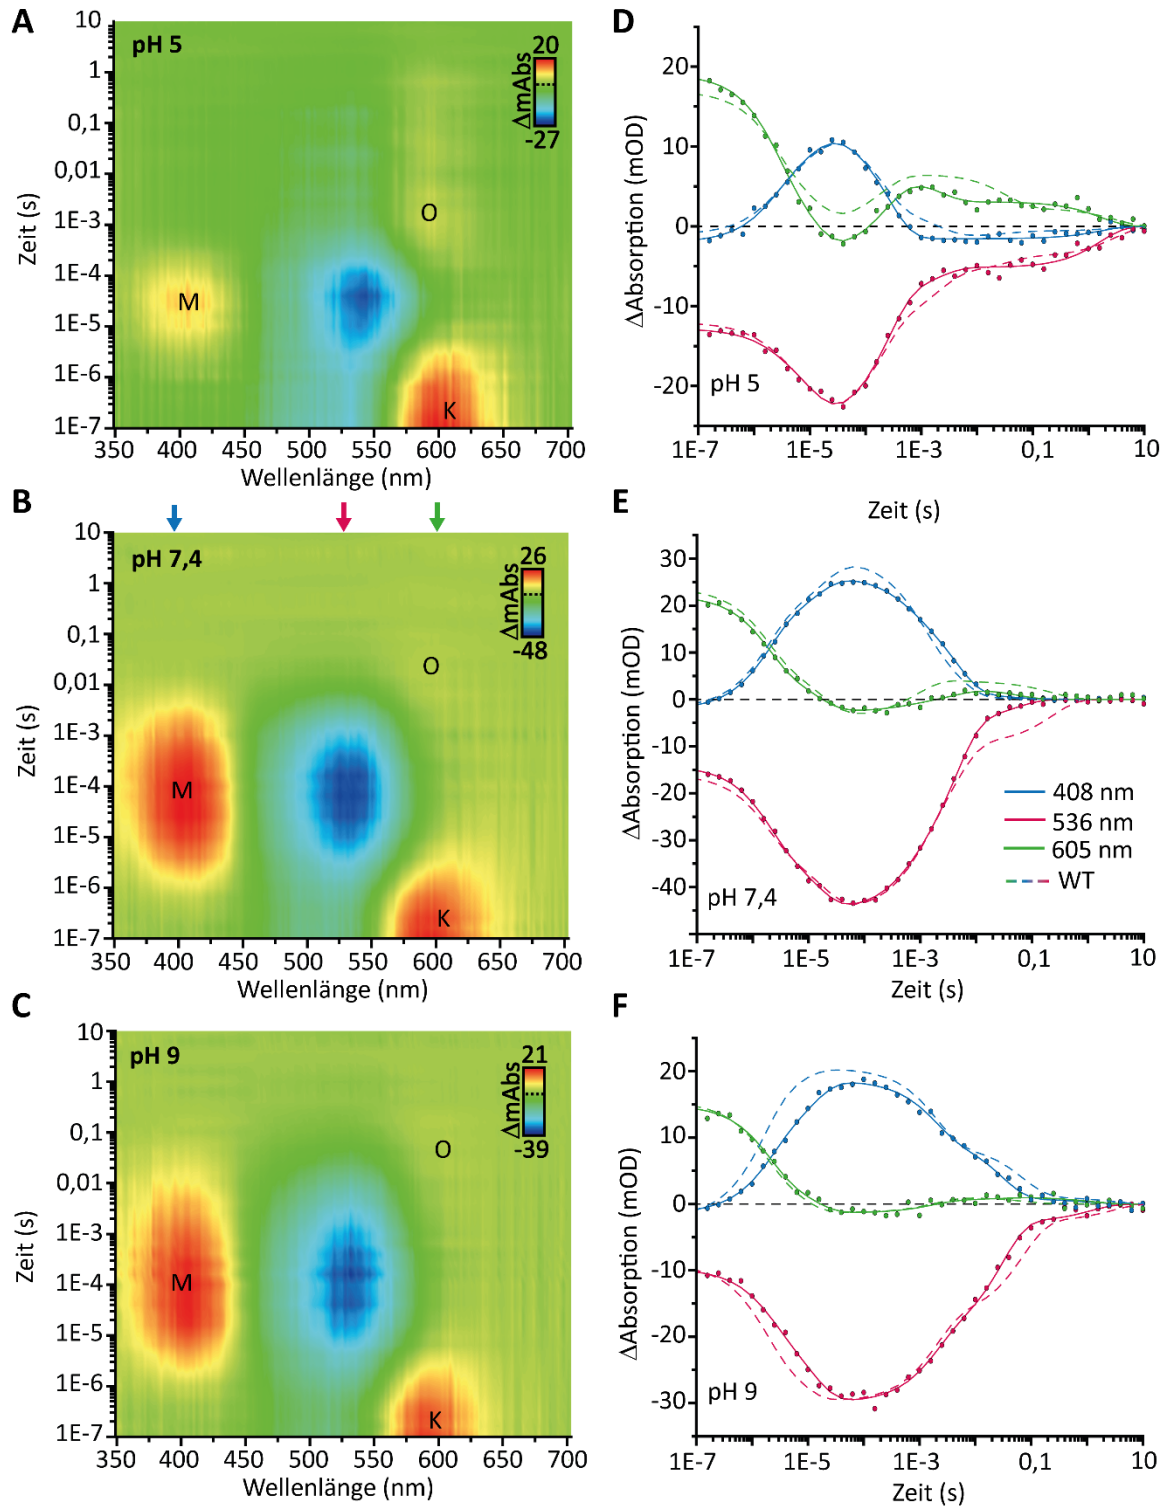 A
pH 5
20
ΔmAbs
-27
10
1
0,1
0,01
1E-3
1E-4
1E-5
1E-6
1E-7
Zeit (s)
O
M
K
350 400 450 500 550 600 650 700
Wellenlänge (nm)
D
20
10
0
-10
-20
ΔAbsorption (mOD)
pH 5
1E-7 1E-5 1E-3 0,1 10
Zeit (s)
B
pH 7,4
26
ΔmAbs
-48
10
1
0,1
0,01
1E-3
1E-4
1E-5
1E-6
1E-7
Zeit (s)
O
M
K
350 400 450 500 550 600 650 700
Wellenlänge (nm)
E
30
20
10
0
-10
-20
-30
-40
ΔAbsorption (mOD)
408 nm
536 nm
605 nm
WT
pH 7,4
1E-7 1E-5 1E-3 0,1 10
Zeit (s)
C
pH 9
21
ΔmAbs
-39
10
1
0,1
0,01
1E-3
1E-4
1E-5
1E-6
1E-7
Zeit (s)
O
M
K
350 400 450 500 550 600 650 700
Wellenlänge (nm)
F
20
10
0
-10
-20
-30
ΔAbsorption (mOD)
pH 9
1E-7 1E-5 1E-3 0,1 10
Zeit (s)